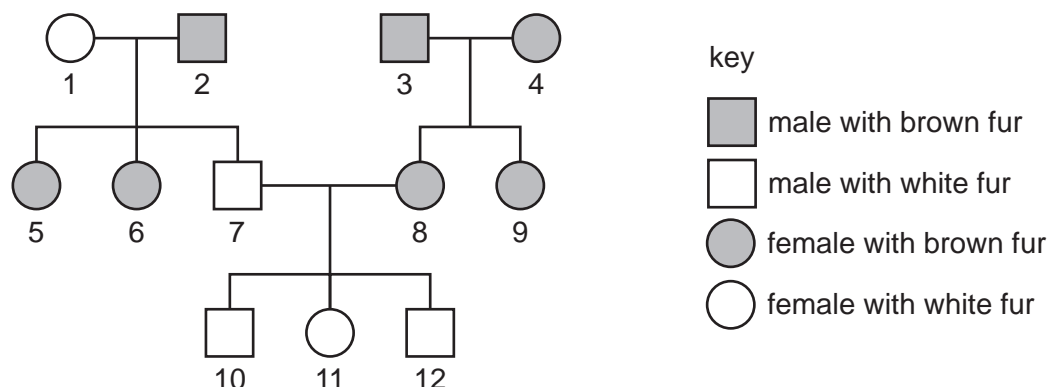 key
1
2
3
4
male with brown fur
male with white fur
5
6
7
8
9
female with brown fur
female with white fur
10
11
12